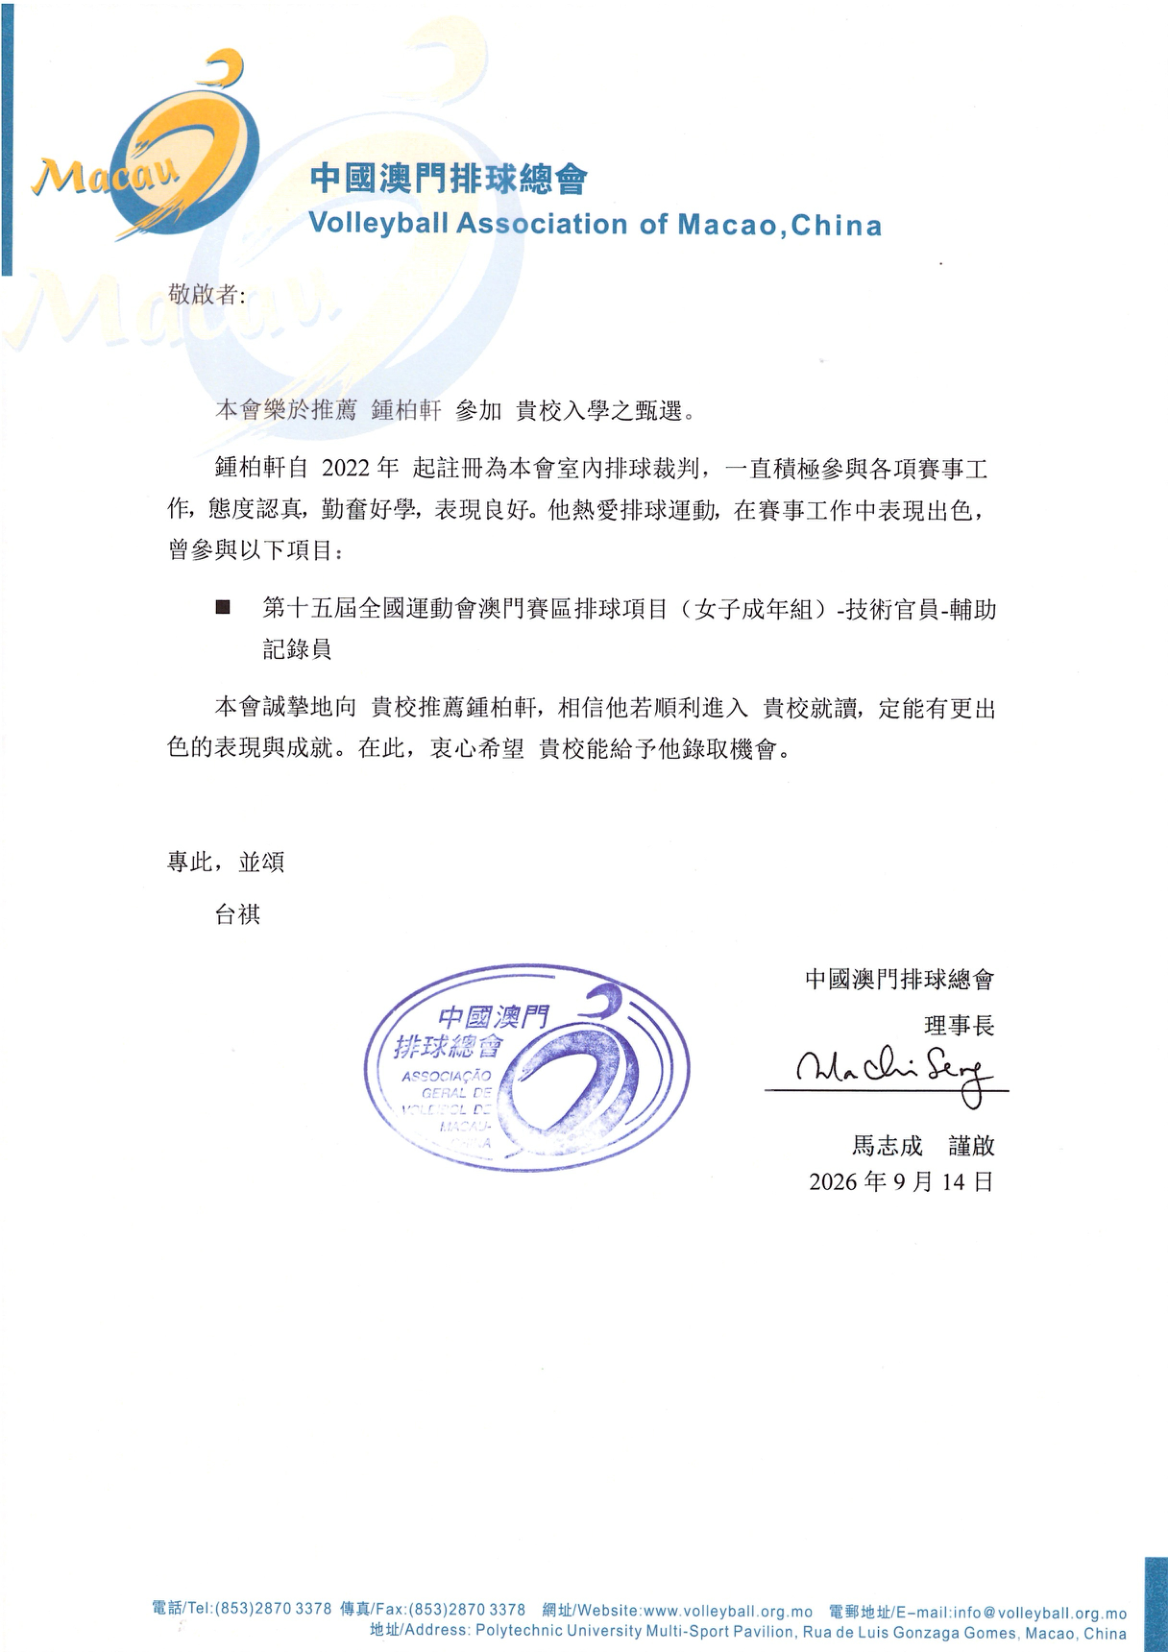 Macau
中國澳門排球總會
Volleyball Association of Macao,China
Macau
敬啟者:
本會樂於推薦 鍾柏軒 參加 貴校入學之甄選。
鍾柏軒自 2022 年 起註冊為本會室內排球裁判，一直積極參與各項賽事工
作，態度認真，勤奮好學，表現良好。他熱愛排球運動，在賽事工作中表現出色，
曾參與以下項目：
■ 第十五屆全國運動會澳門賽區排球項目（女子成年組）-技術官員-輔助
記錄員
本會誠摯地向 貴校推薦鍾柏軒，相信他若順利進入 貴校就讀，定能有更出
色的表現與成就。在此，衷心希望 貴校能給予他錄取機會。
專此，並頌
台祺
中國澳門
排球總會
ASSOCIAÇÃO
GERAL DE
VOLEIBOL DE
MACAU-
CHINA
中國澳門排球總會
理事長
Ma Chi Seng
馬志成 謹啟
2026 年 9 月 14 日
電話/Tel:(853)2870 3378 傳真/Fax:(853)2870 3378 網址/Website:www.volleyball.org.mo 電郵地址/E-mail:info@volleyball.org.mo
地址/Address: Polytechnic University Multi-Sport Pavilion, Rua de Luis Gonzaga Gomes, Macao, China